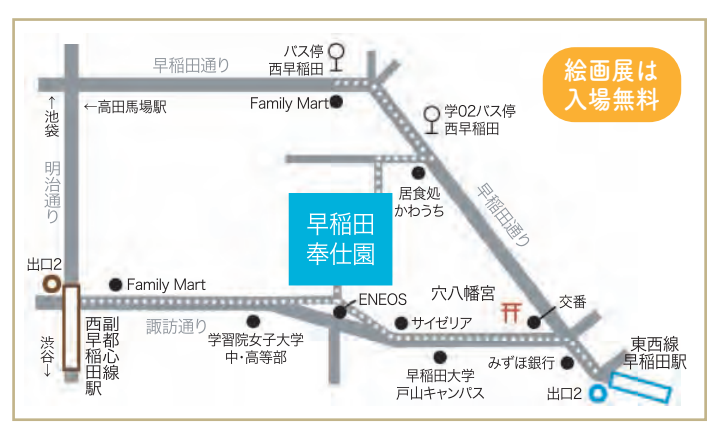 バス停
西早稲田
早稲田通り
絵画展は
入場無料
↑池袋
←高田馬場駅
Family Mart
学02バス停
西早稲田
明治通り
居食処
かわうち
早稲田通り
早稲田
奉仕園
出口2
Family Mart
ENEOS
穴八幡宮
交番
諏訪通り
サイゼリア
渋谷↓
副都心線
西早稲田駅
学習院女子大学
中・高等部
早稲田大学
戸山キャンパス
みずほ銀行
東西線
早稲田駅
出口2